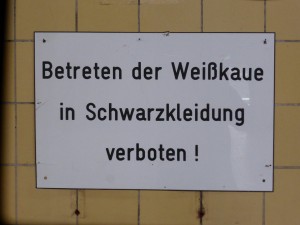 Betreten der Weißkaue
in Schwarzkleidung
verboten !